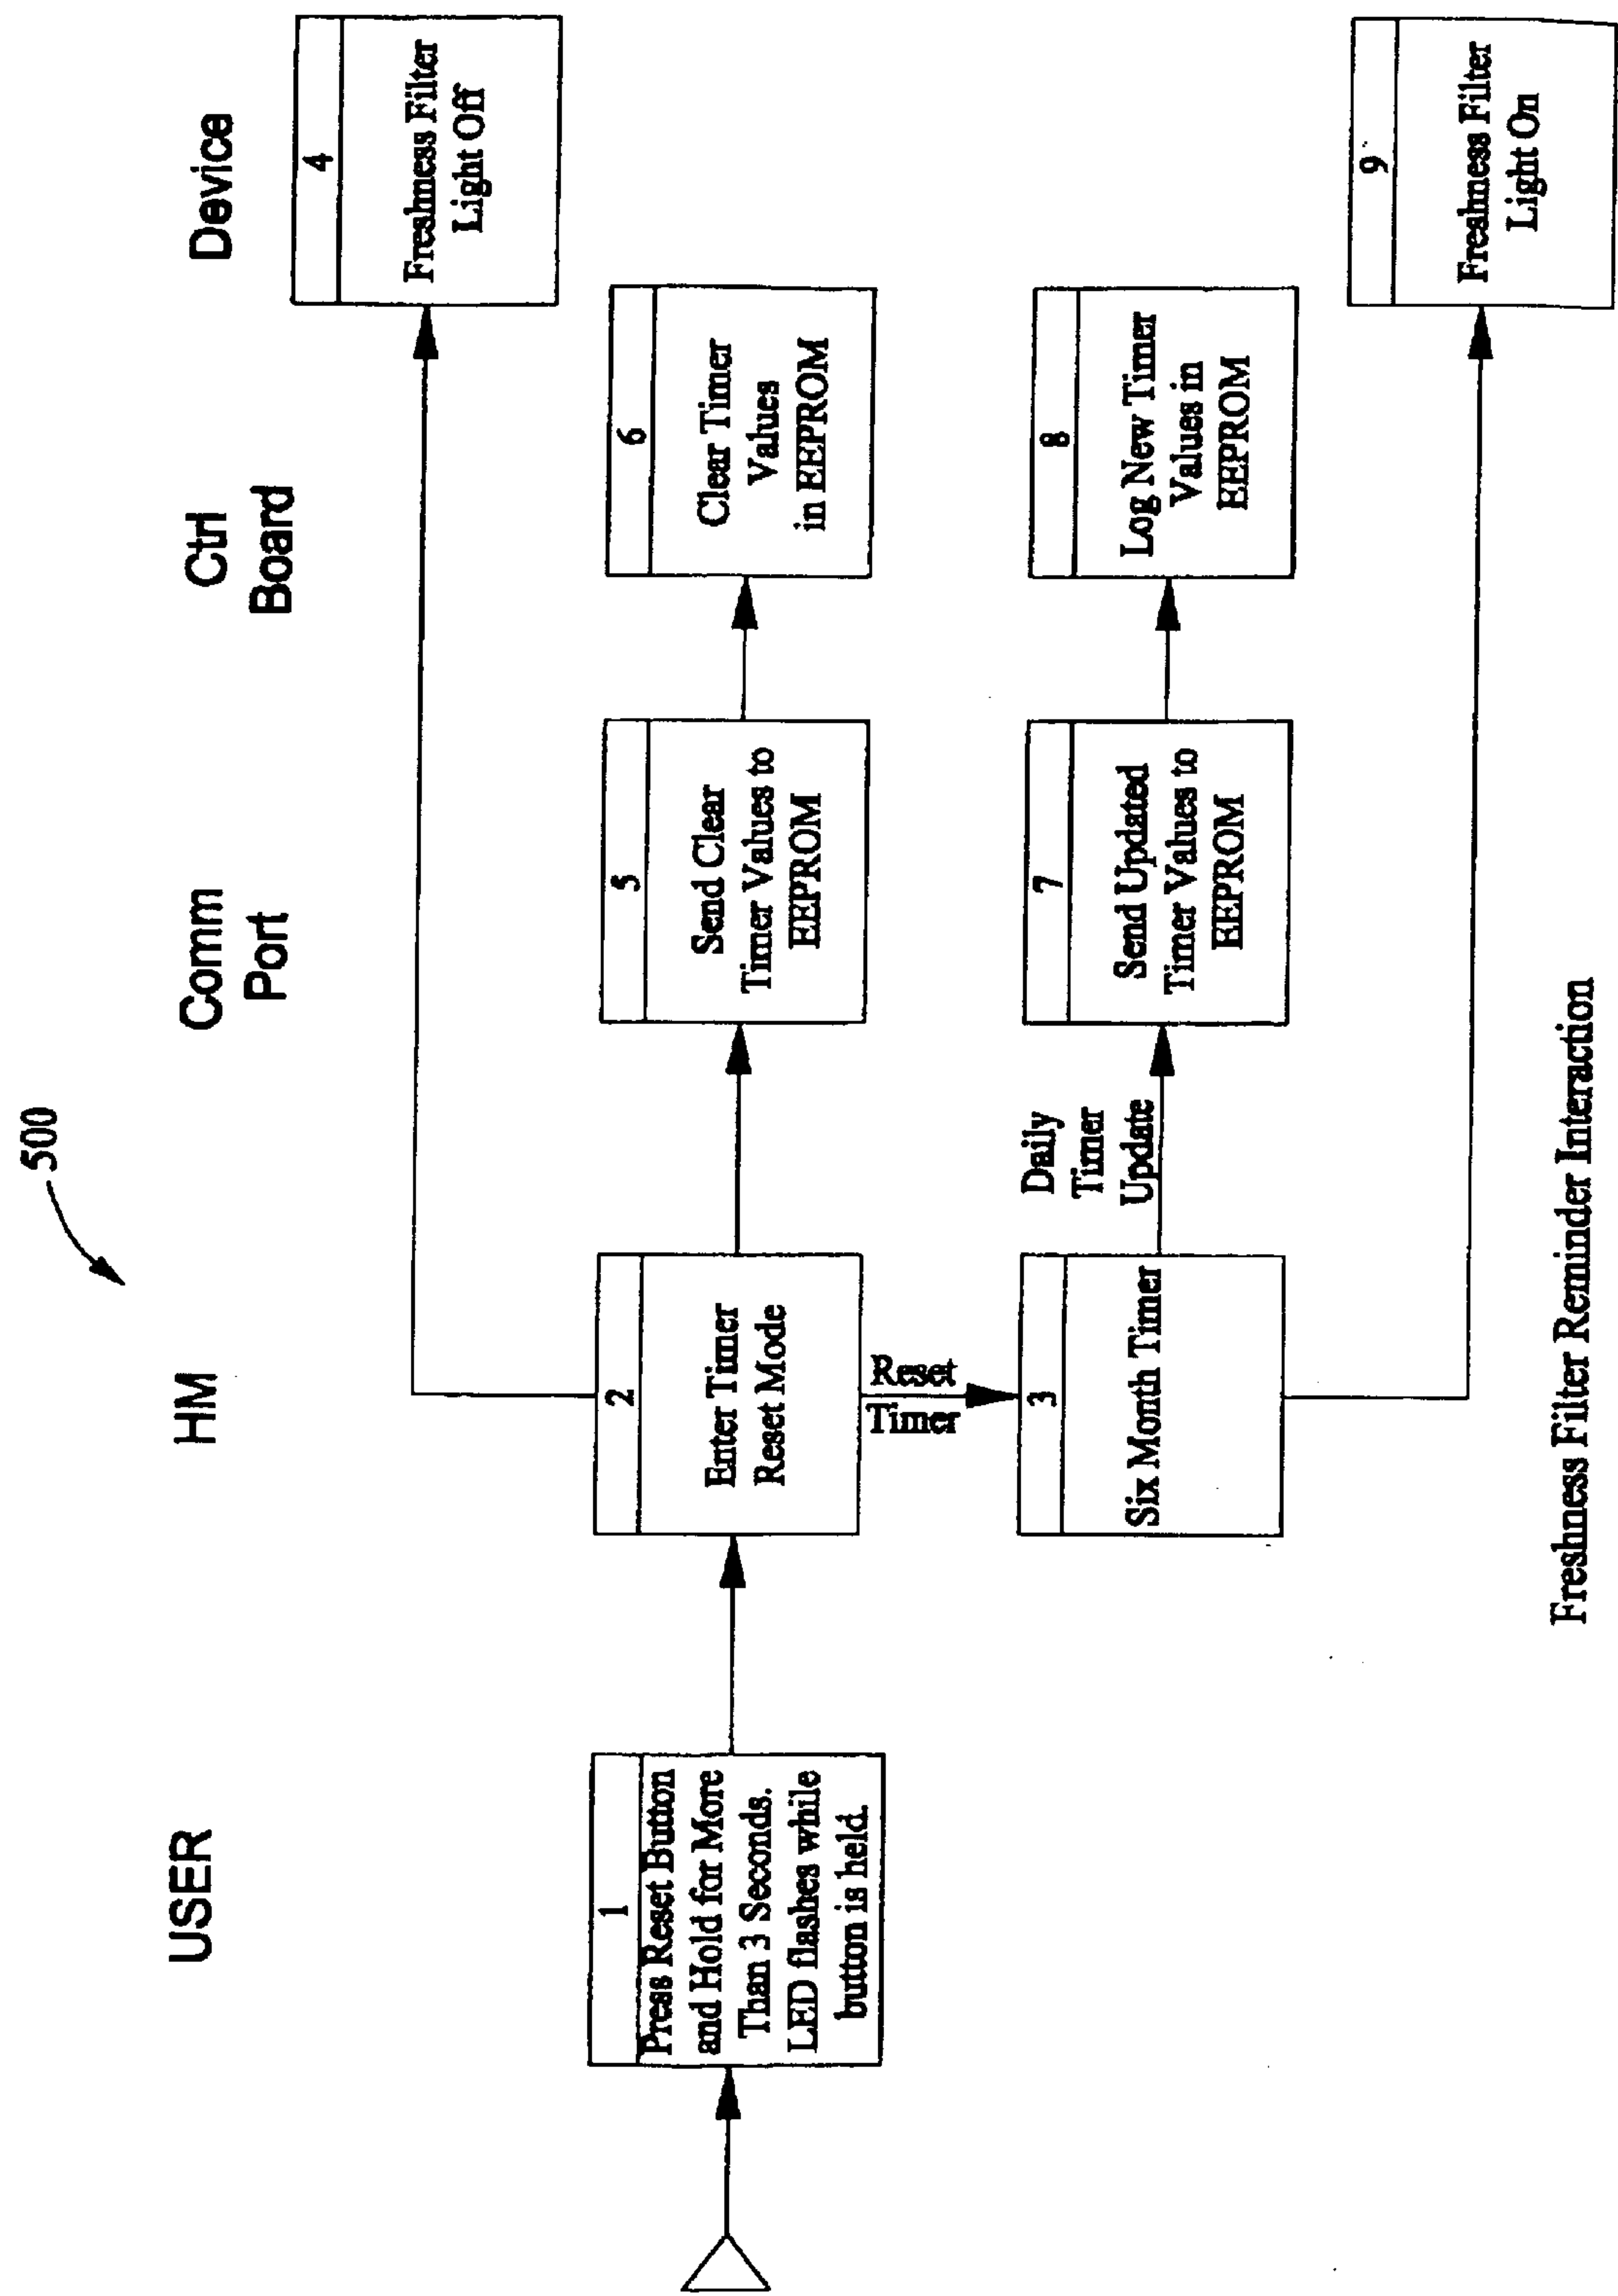 500
USER
HM
Comm
Port
Ctrl
Board
Device
1
Press Reset Button
and Hold for More
Than 3 Seconds.
LED flashes while
button is held.
2
Enter Timer
Reset Mode
Reset
Timer
3
Six Month Timer
Daily
Timer
Update
4
Freshness Filter
Light Off
5
Send Clear
Timer Values to
EEPROM
6
Clear Timer
Values
in EEPROM
7
Send Updated
Timer Values to
EEPROM
8
Log New Timer
Values in
EEPROM
9
Freshness Filter
Light On
Freshness Filter Reminder Interaction